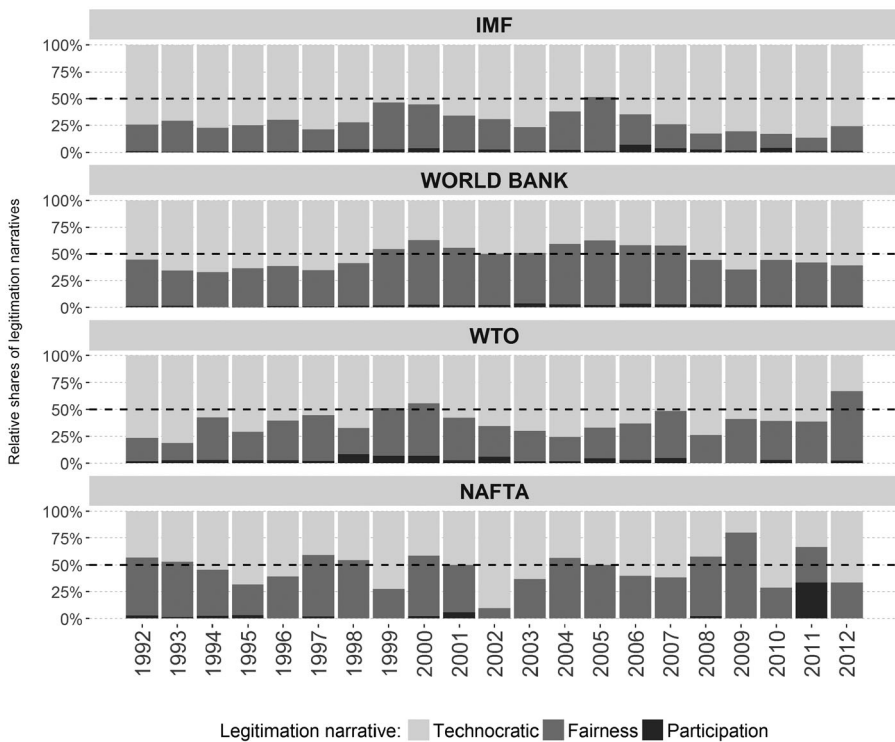 IMF
100%
75%
50%
25%
0%
WORLD BANK
100%
75%
50%
25%
0%
WTO
100%
75%
50%
25%
0%
NAFTA
100%
75%
50%
25%
0%
Relative shares of legitimation narratives
1992 1993 1994 1995 1996 1997 1998 1999 2000 2001 2002 2003 2004 2005 2006 2007 2008 2009 2010 2011 2012
Legitimation narrative: Technocratic Fairness Participation